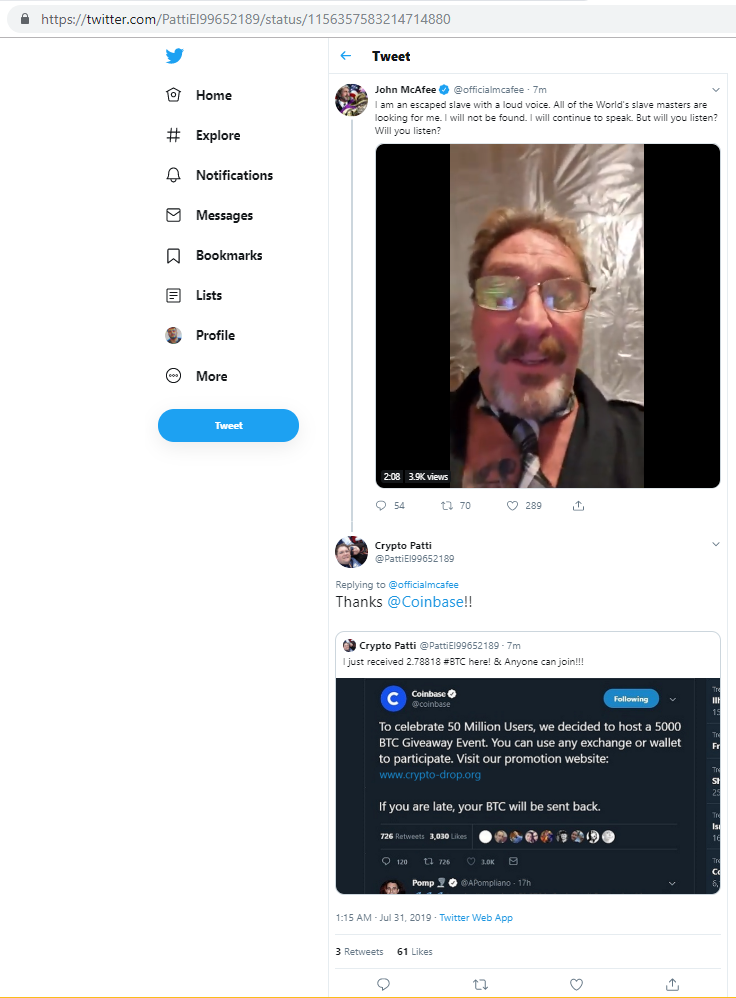 https://twitter.com/PattiEl99652189/status/1156357583214714880
Tweet
Home
Explore
Notifications
Messages
Bookmarks
Lists
Profile
More
Tweet
John McAfee @officialmcafee · 7m
I am an escaped slave with a loud voice. All of the World's slave masters are
looking for me. I will not be found. I will continue to speak. But will you listen?
Will you listen?
2:08 3.9K views
54 70 289
Crypto Patti
@PattiEl99652189
Replying to @officialmcafee
Thanks @Coinbase!!
Crypto Patti @PattiEl99652189 · 7m
I just received 2.78818 #BTC here! & Anyone can join!!!
Coinbase
@coinbase
Following
To celebrate 50 Million Users, we decided to host a 5000
BTC Giveaway Event. You can use any exchange or wallet
to participate. Visit our promotion website:
www.crypto-drop.org
If you are late, your BTC will be sent back.
726 Retweets 3,030 Likes
120 726 3.0K
Pomp @APompliano · 17h
1:15 AM · Jul 31, 2019 · Twitter Web App
3 Retweets 61 Likes